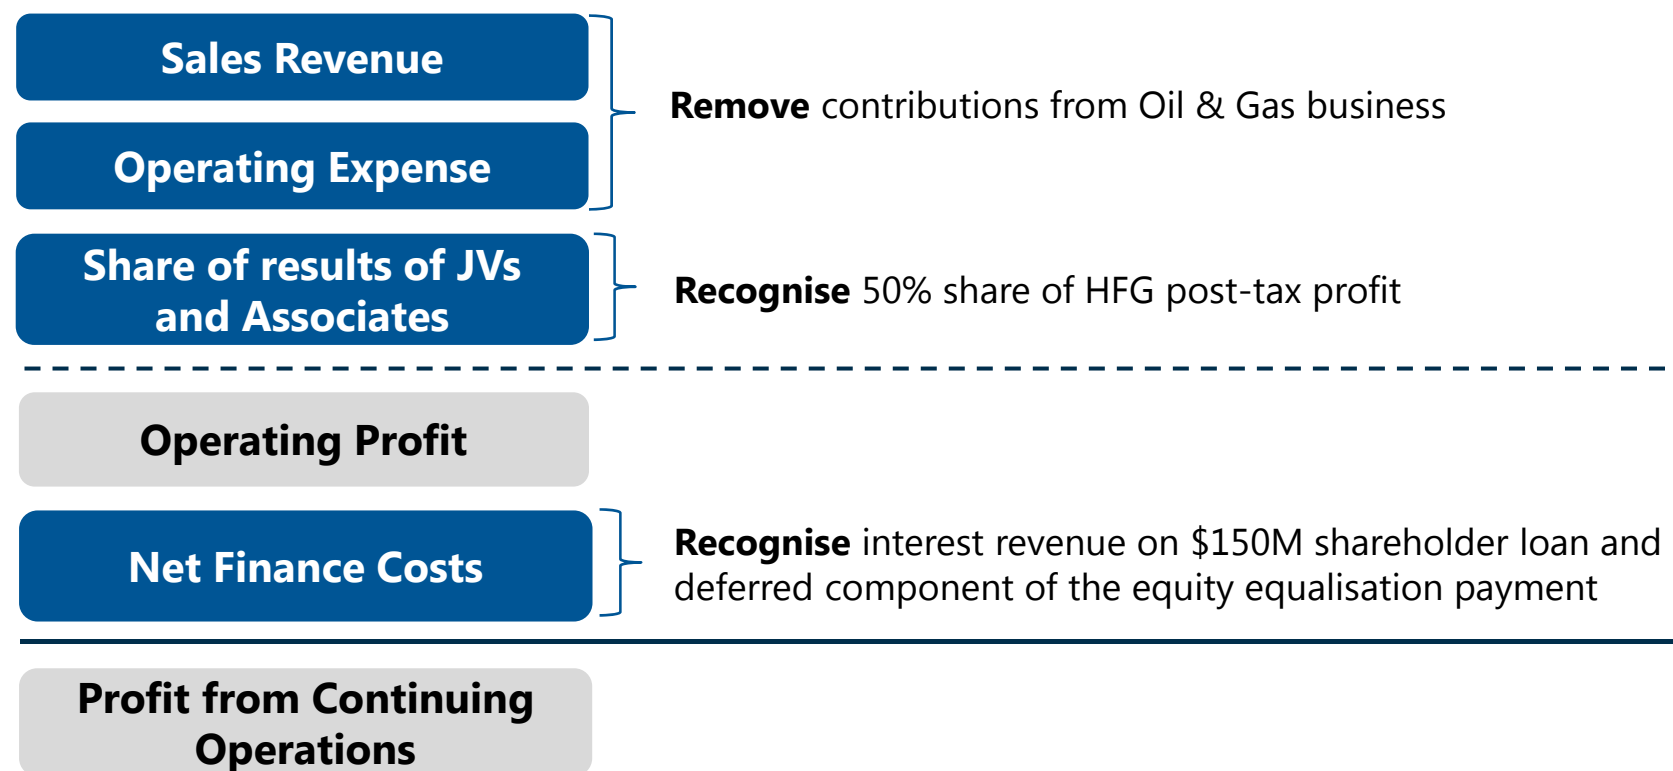 Sales Revenue
Remove contributions from Oil & Gas business
Operating Expense
Share of results of JVs
and Associates
Recognise 50% share of HFG post-tax profit
Operating Profit
Net Finance Costs
Recognise interest revenue on $150M shareholder loan and
deferred component of the equity equalisation payment
Profit from Continuing
Operations